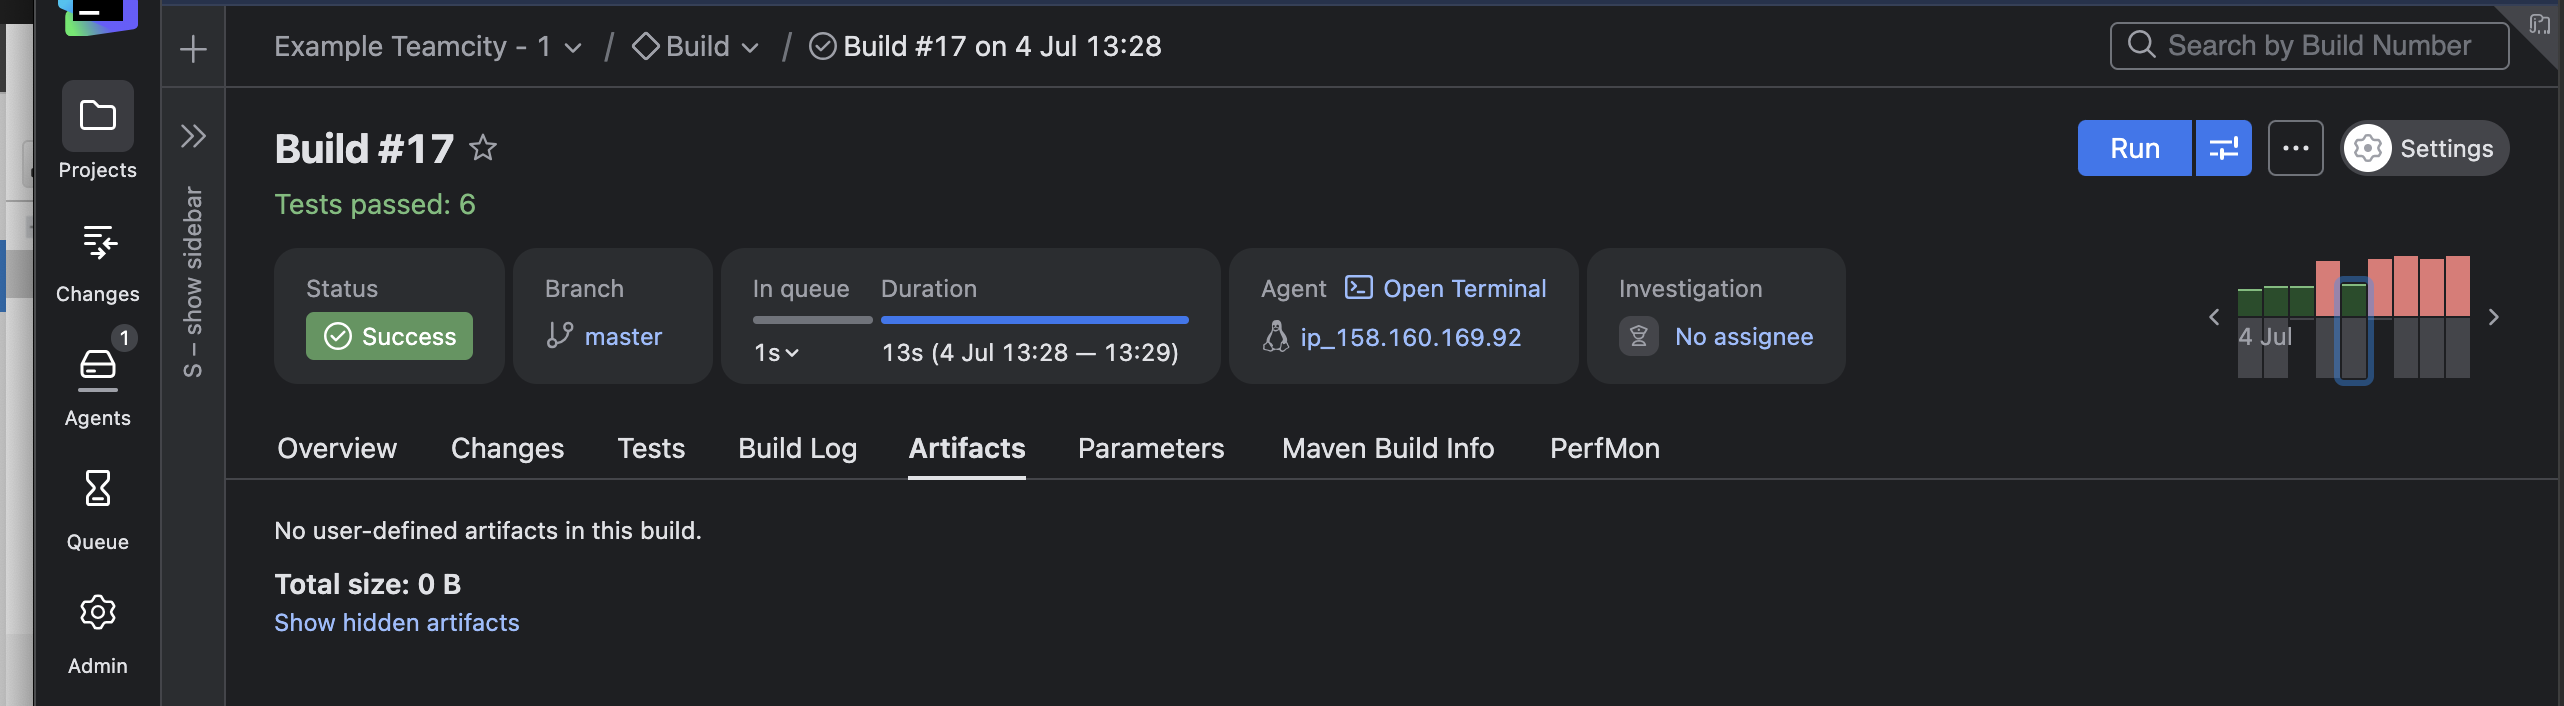 Example Teamcity - 1 / Build / Build #17 on 4 Jul 13:28
Search by Build Number
Projects
Changes
1
Agents
Queue
Admin
S – show sidebar
Build #17
Run
Settings
Tests passed: 6
Status
Success
Branch
master
In queue
1s
Duration
13s (4 Jul 13:28 — 13:29)
Agent Open Terminal
ip_158.160.169.92
Investigation
No assignee
4 Jul
Overview Changes Tests Build Log Artifacts Parameters Maven Build Info PerfMon
No user-defined artifacts in this build.
Total size: 0 B
Show hidden artifacts